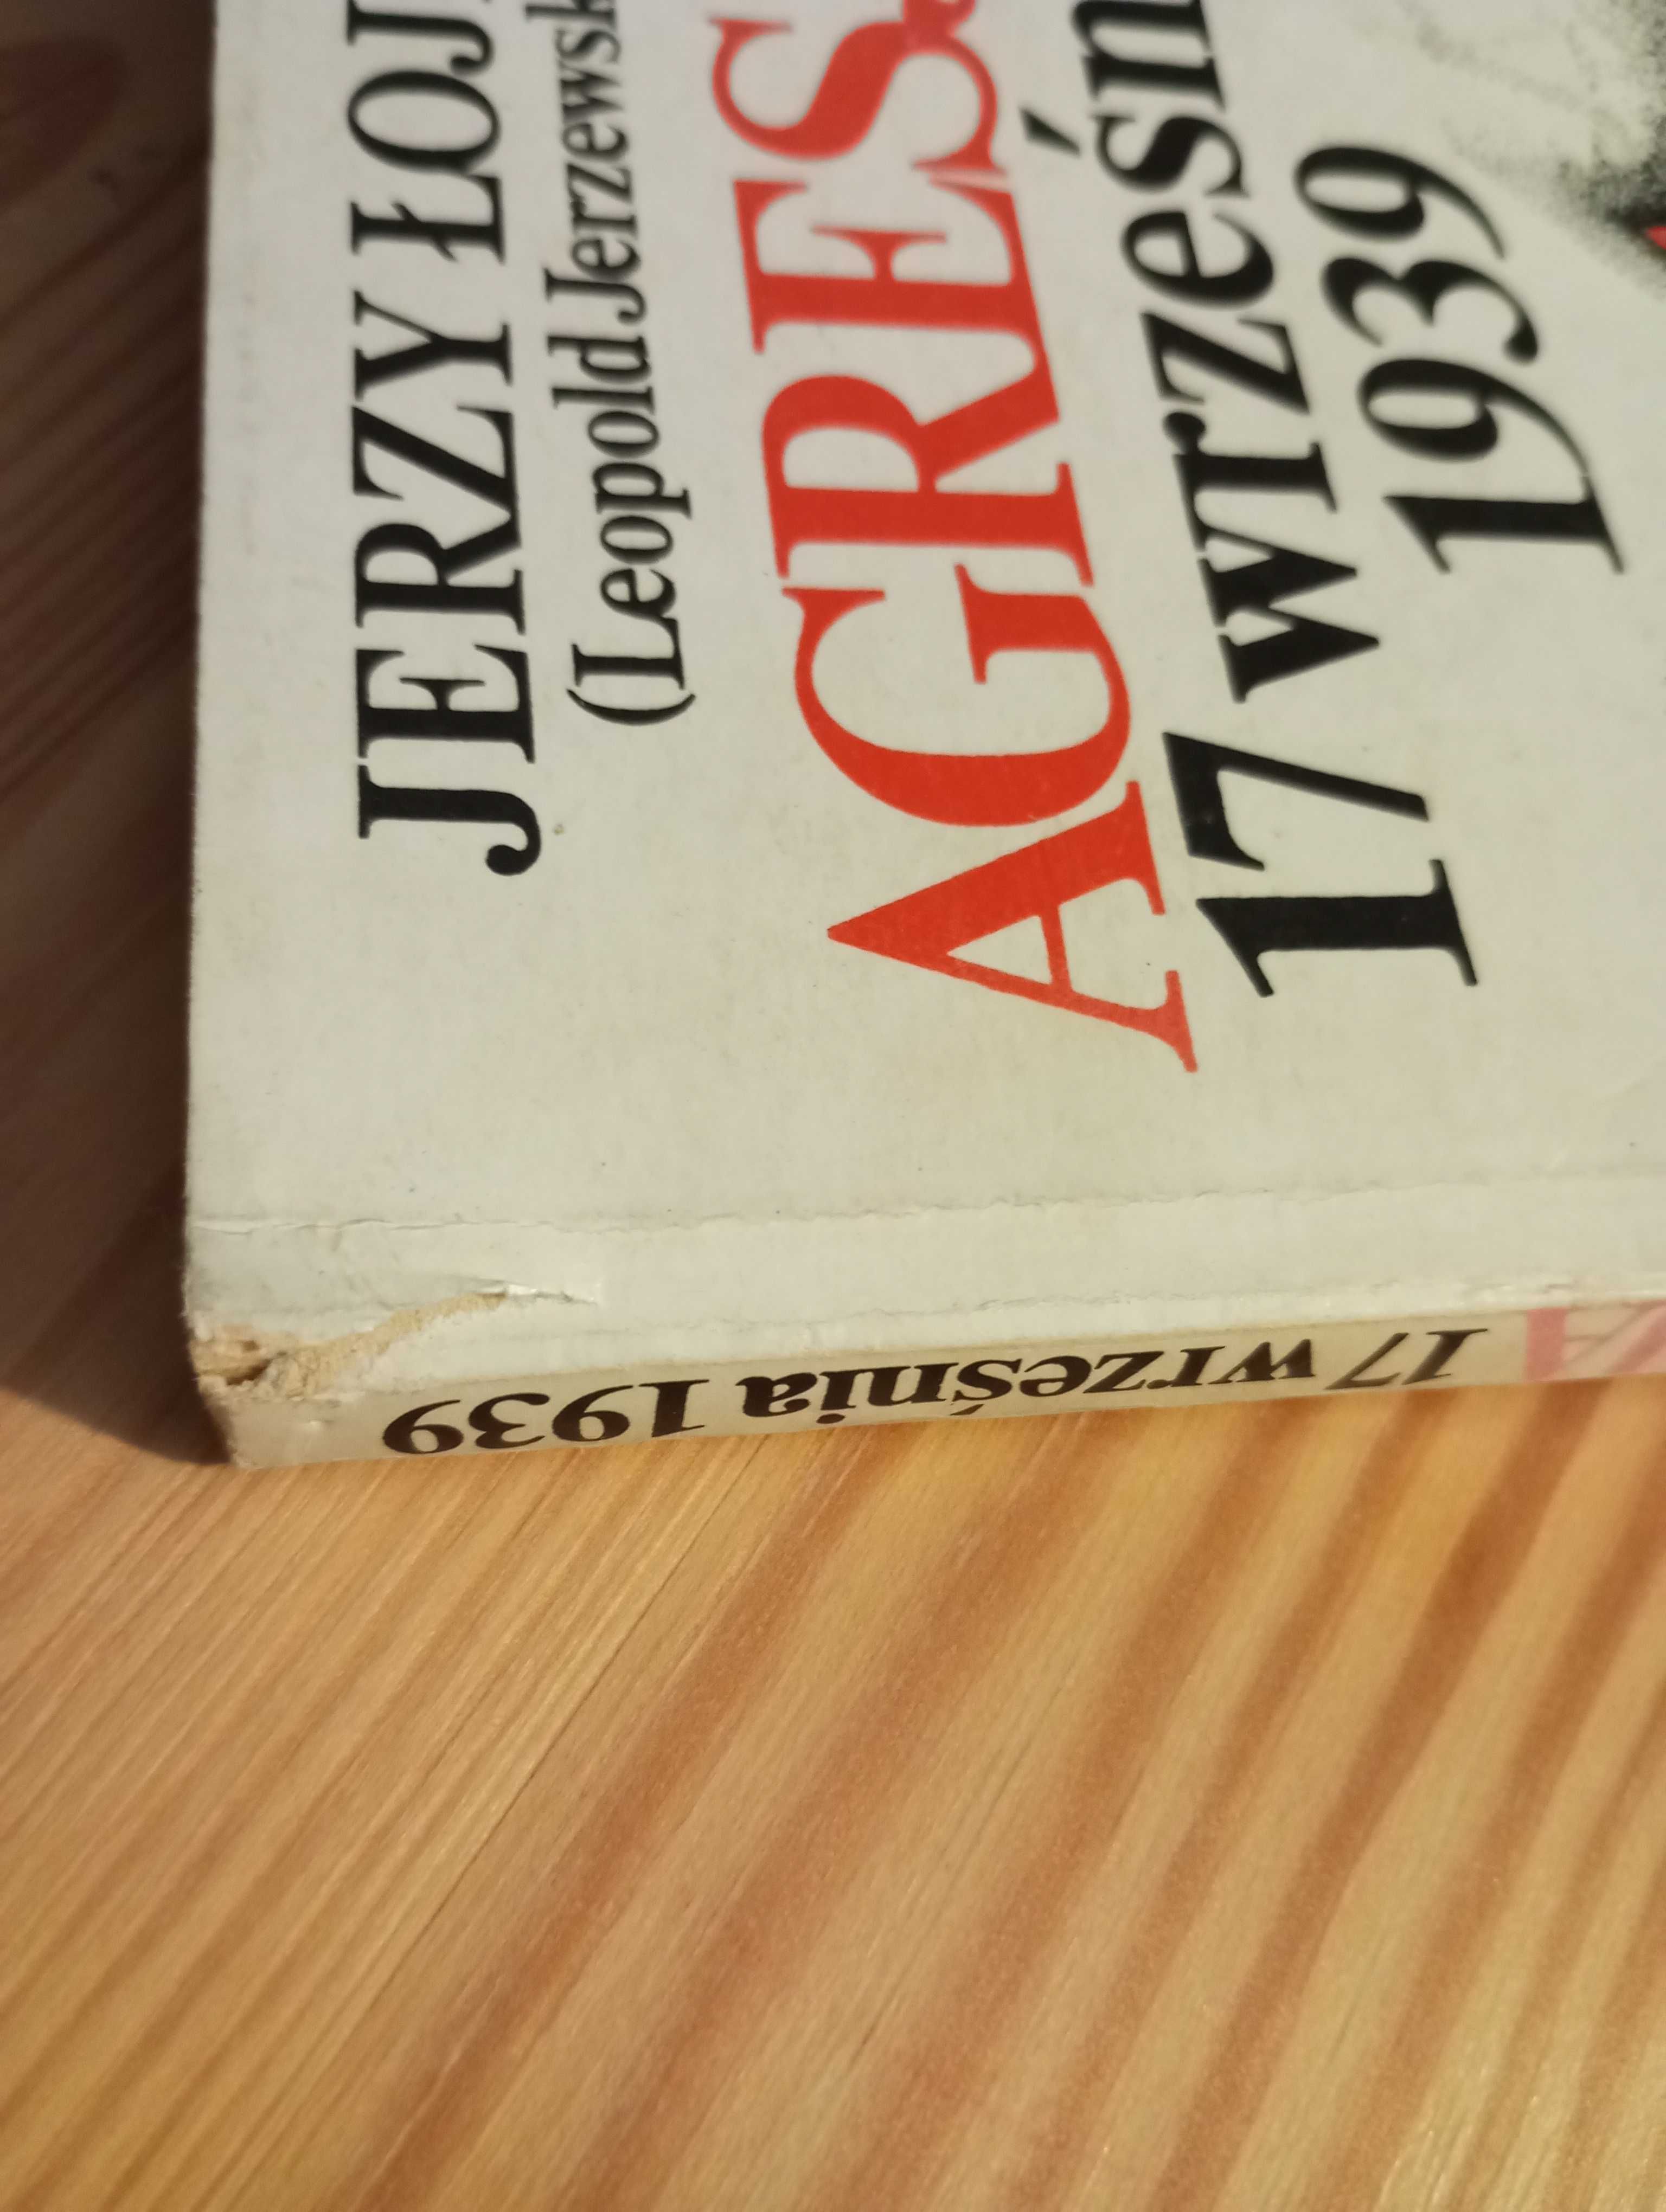 JERZY ŁOJ
(Leopold Jerzewsk
AGRES
17 wrześn
1939
17 września 1939